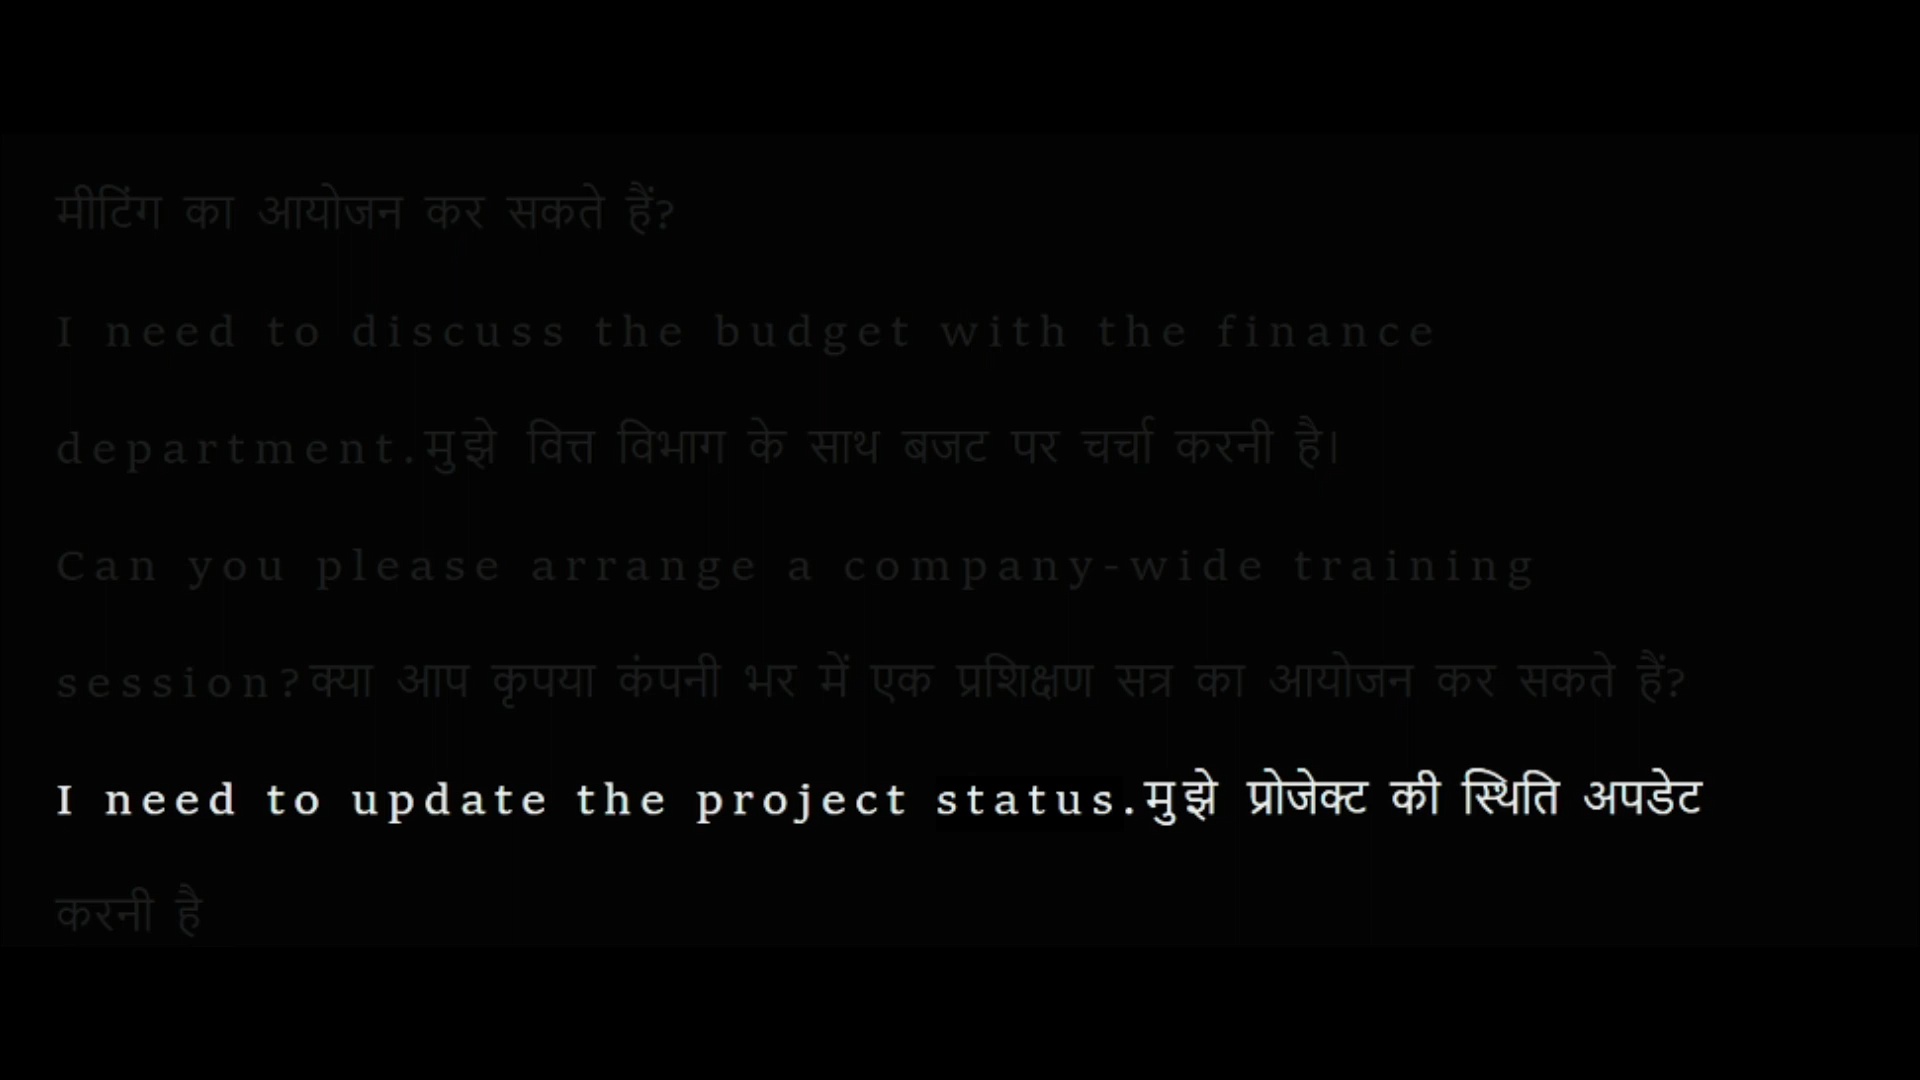 मीटिंग का आयोजन कर सकते हैं?
I need to discuss the budget with the finance
department.मुझे वित्त विभाग के साथ बजट पर चर्चा करनी है।
Can you please arrange a company-wide training
session?क्या आप कृपया कंपनी भर में एक प्रशिक्षण सत्र का आयोजन कर सकते हैं?
I need to update the project status.मुझे प्रोजेक्ट की स्थिति अपडेट
करनी है